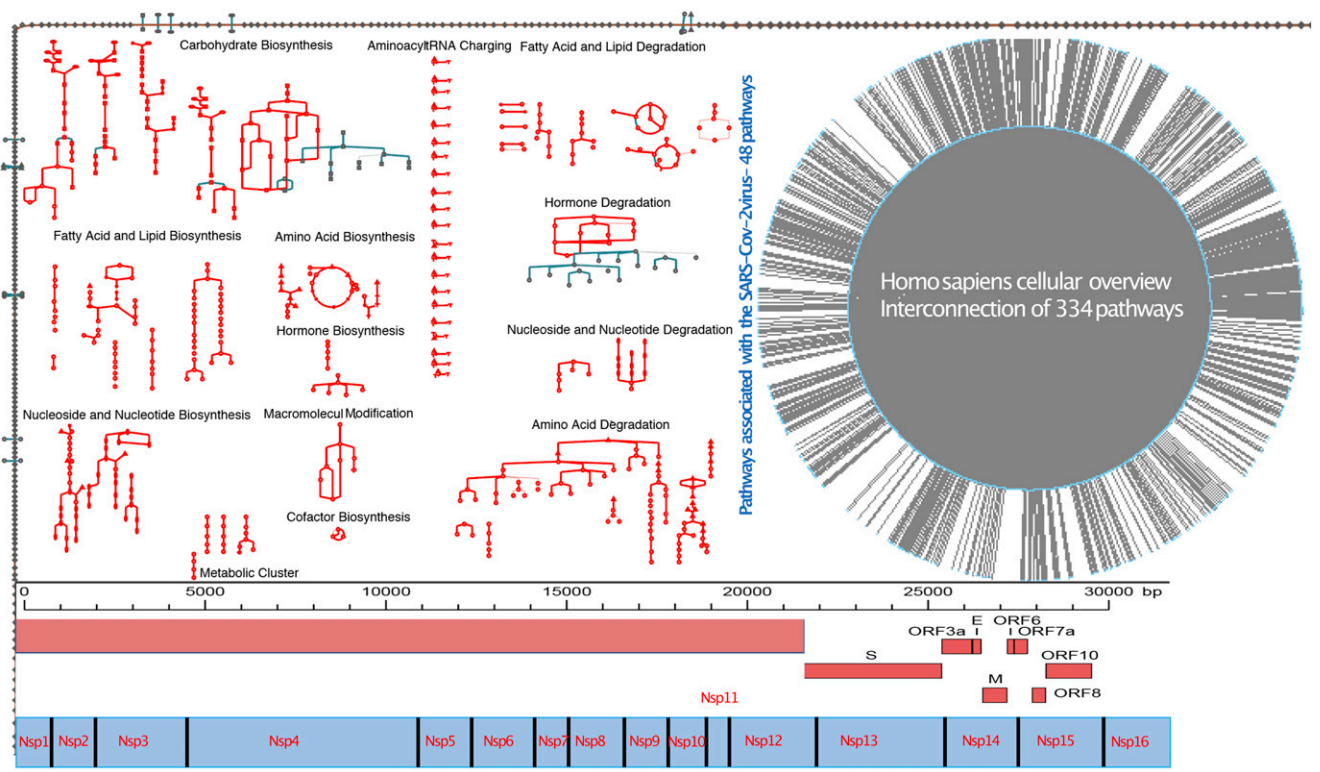 Carbohydrate Biosynthesis
AminoacyltRNA Charging
Fatty Acid and Lipid Degradation
Pathways associated with the SARS-Cov-2virus- 48 pathways
Homo sapiens cellular overview
Interconnection of 334 pathways
Hormone Degradation
Fatty Acid and Lipid Biosynthesis
Amino Acid Biosynthesis
Hormone Biosynthesis
Nucleoside and Nucleotide Degradation
Nucleoside and Nucleotide Biosynthesis
Macromolecul Modification
Amino Acid Degradation
Cofactor Biosynthesis
Metabolic Cluster
0 5000 10000 15000 20000 25000 30000 bp
E ORF6
ORF3a ORF7a
S ORF10
M ORF8
Nsp11
Nsp1 Nsp2 Nsp3 Nsp4 Nsp5 Nsp6 Nsp7 Nsp8 Nsp9 Nsp10 Nsp12 Nsp13 Nsp14 Nsp15 Nsp16